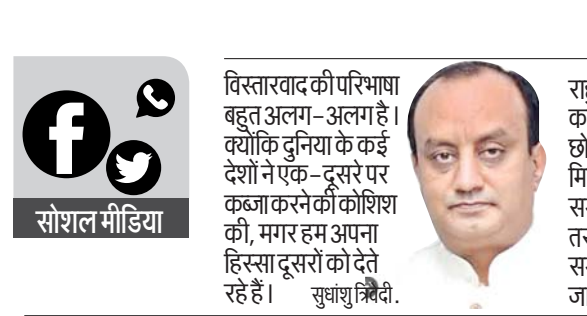 सोशल मीडिया
विस्तारवाद की परिभाषा
बहुत अलग-अलग है।
क्योंकि दुनिया के कई
देशों ने एक-दूसरे पर
कब्जा करने की कोशिश
की, मगर हम अपना
हिस्सा दूसरों को देते
रहे हैं। सुधांशु त्रिवेदी.